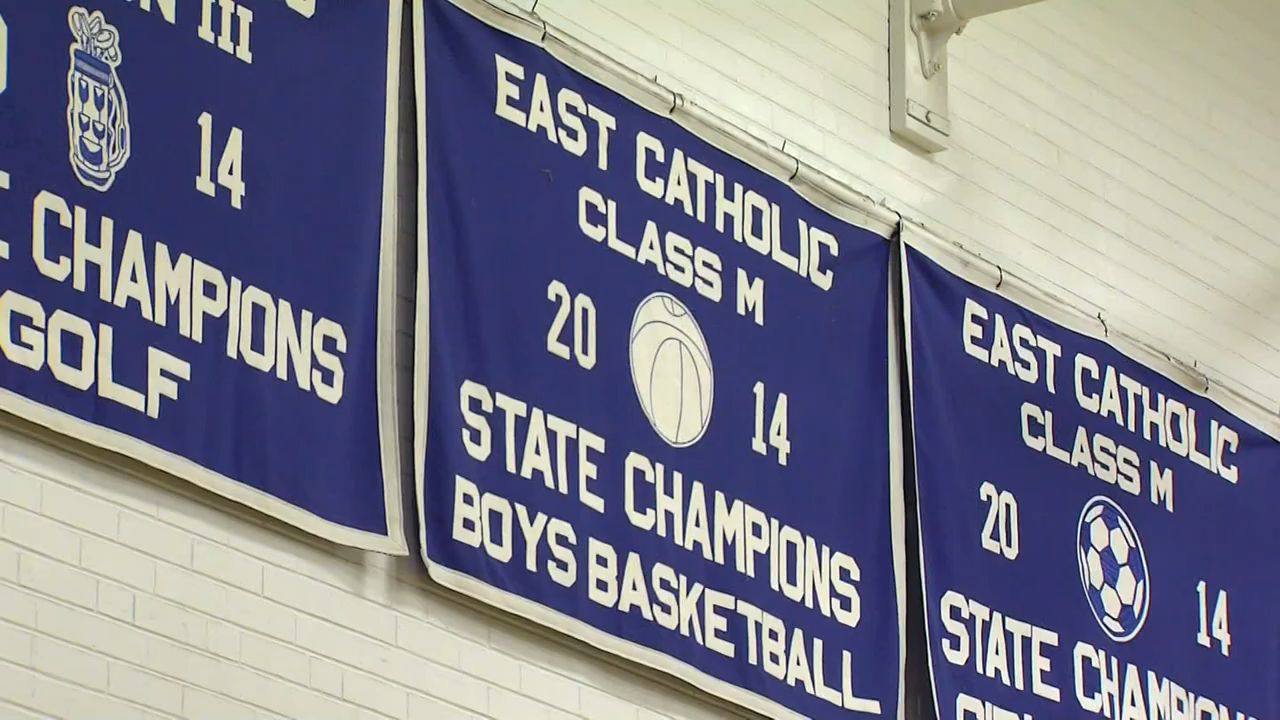 III
14
CHAMPIONS
GOLF
EAST CATHOLIC
CLASS M
20 14
STATE CHAMPIONS
BOYS BASKETBALL
EAST CATHOLIC
CLASS M
20 14
STATE CHAMPIONS